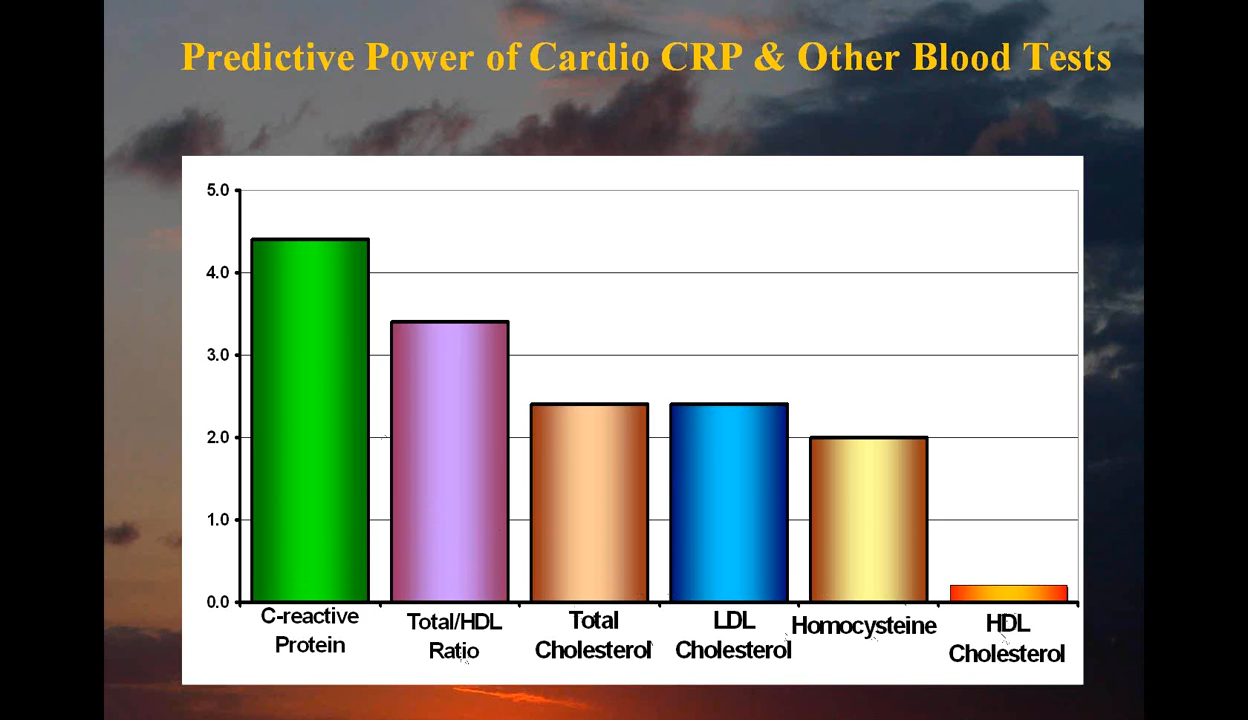 Predictive Power of Cardio CRP & Other Blood Tests
5.0
4.0
3.0
2.0
1.0
0.0
C-reactive
Protein
Total/HDL
Ratio
Total
Cholesterol
LDL
Cholesterol
Homocysteine
HDL
Cholesterol